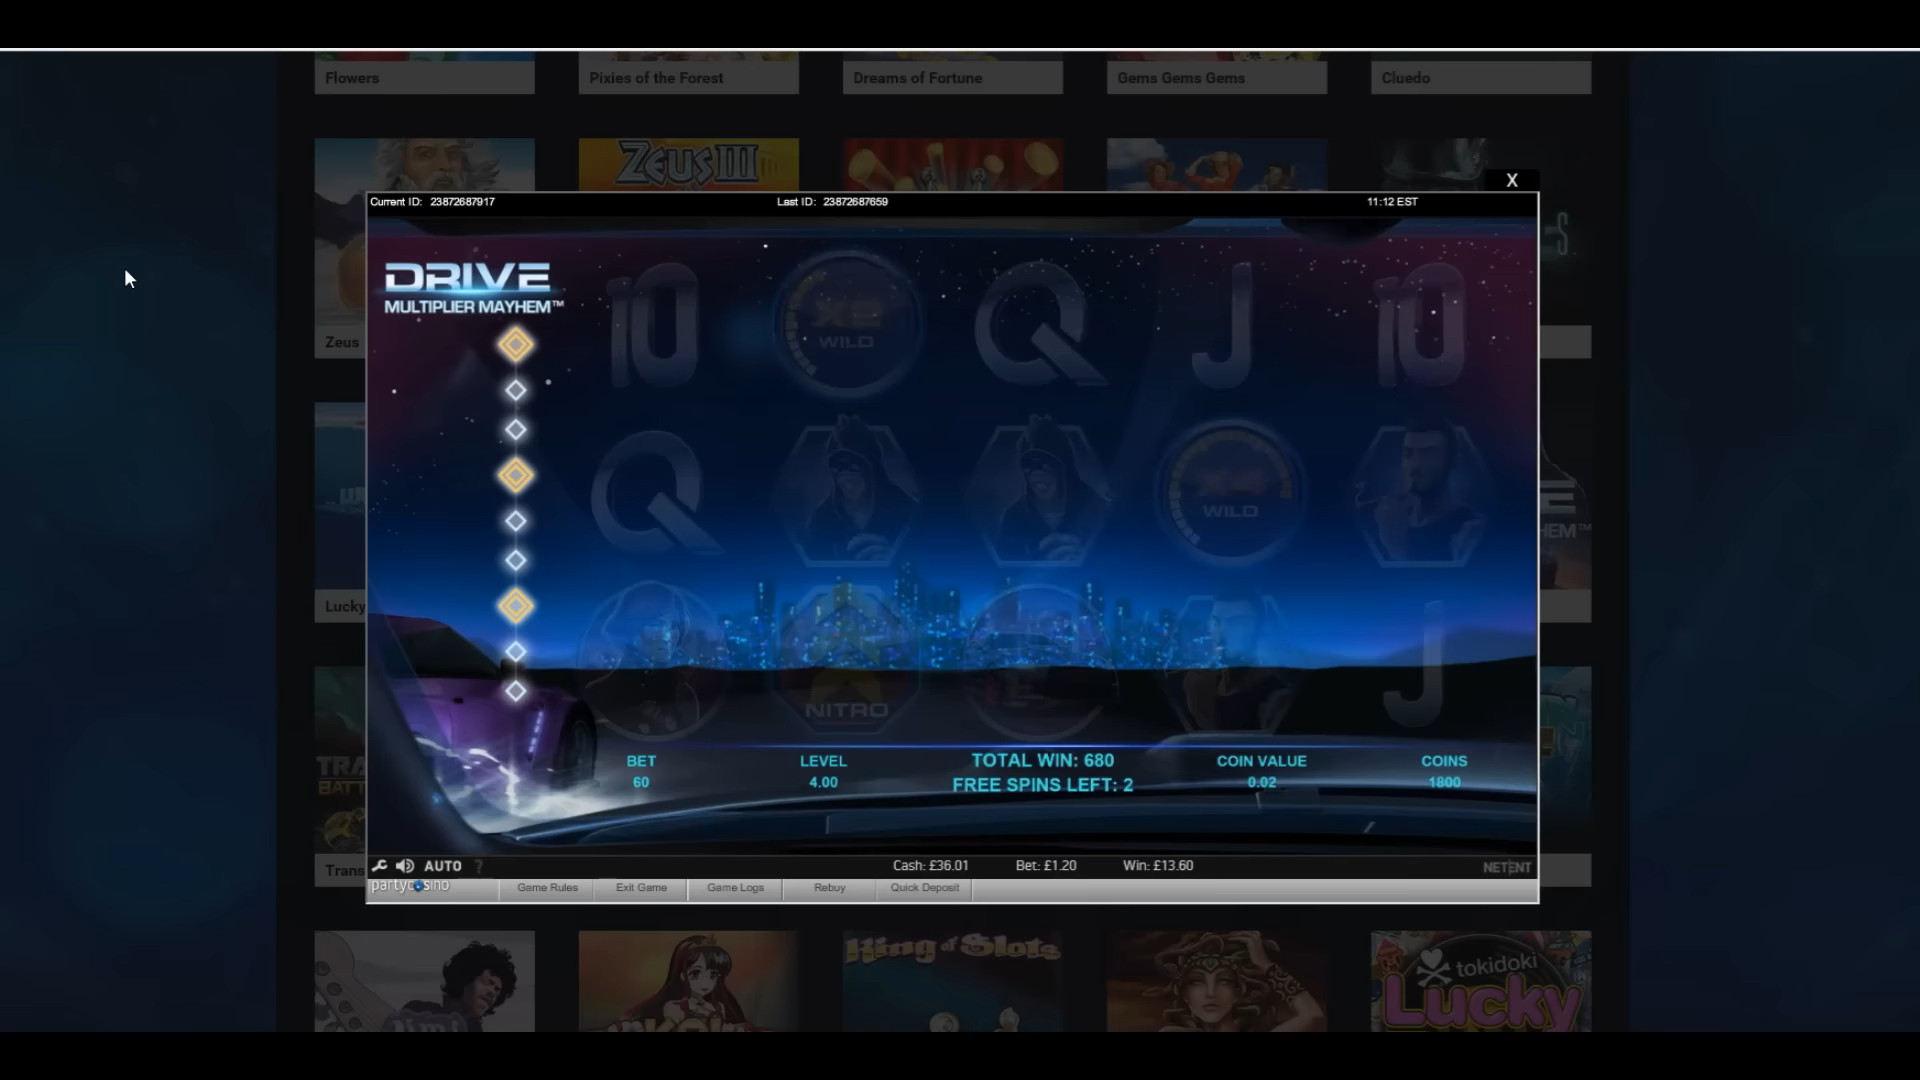 Flowers
Pixies of the Forest
Dreams of Fortune
Gems Gems Gems
Cluedo
ZEUS III
X
Current ID: 23872687917
Last ID: 23872687659
11:12 EST
DRIVE
MULTIPLIER MAYHEM™
10
X2
WILD
Q
J
10
Zeus
Q
WILD
Lucky
NITRO
J
BET
60
LEVEL
4.00
TOTAL WIN: 680
FREE SPINS LEFT: 2
COIN VALUE
0.02
COINS
1800
Trans
AUTO
?
Cash: £36.01
Bet: £1.20
Win: £13.60
NETENT
partycasino
Game Rules
Exit Game
Game Logs
Rebuy
Quick Deposit
King of Slots
tokidoki
Lucky